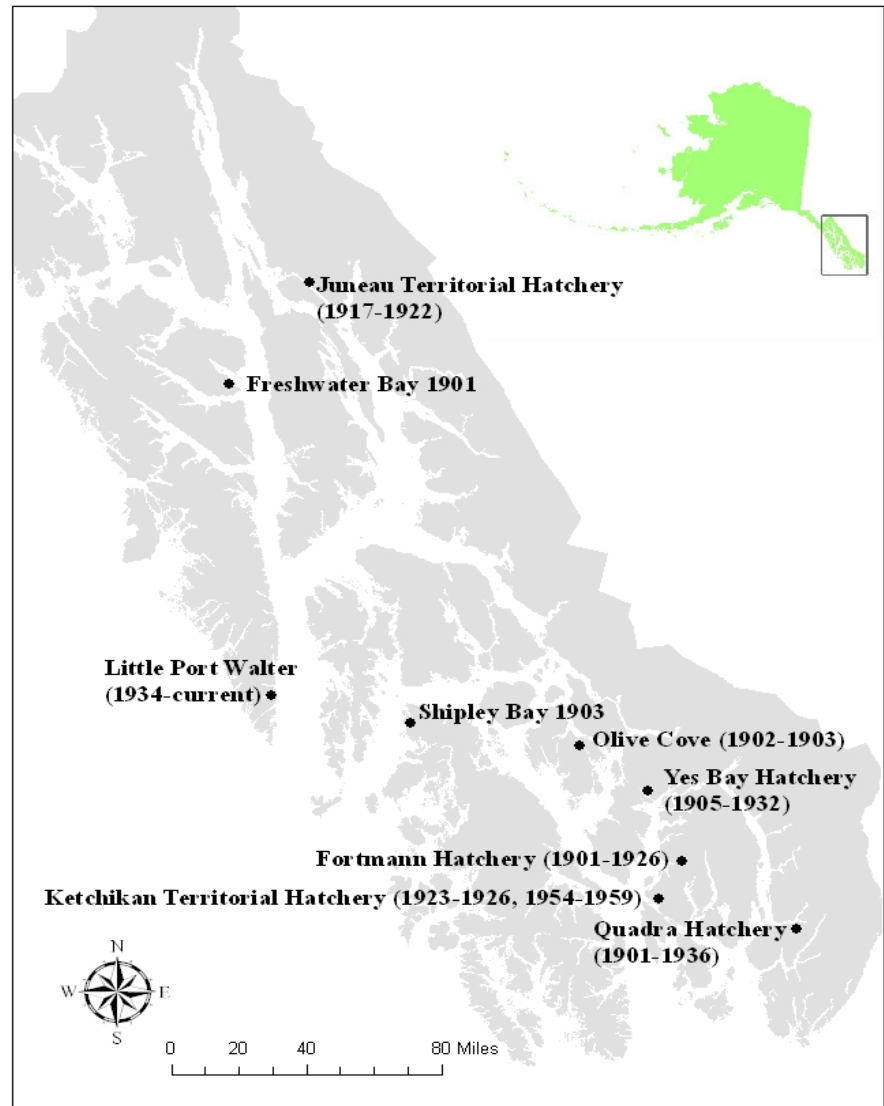 Juneau Territorial Hatchery
(1917-1922)
Freshwater Bay 1901
Little Port Walter
(1934-current)
Shipley Bay 1903
Olive Cove (1902-1903)
Yes Bay Hatchery
(1905-1932)
Fortmann Hatchery (1901-1926)
Ketchikan Territorial Hatchery (1923-1926, 1954-1959)
Quadra Hatchery
(1901-1936)
N
W E
S
0 20 40 80 Miles